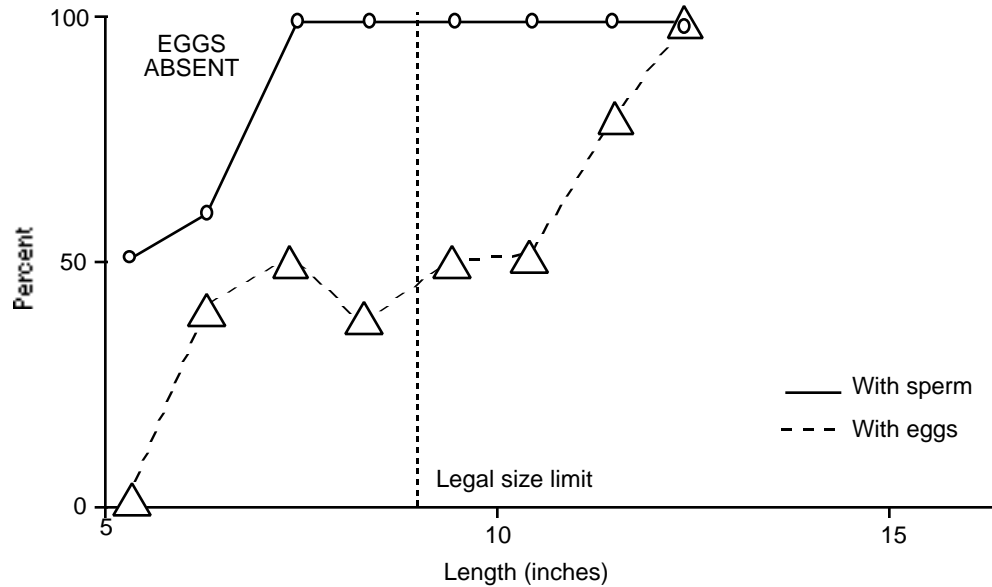 100
EGGS
ABSENT
Percent
50
With sperm
With eggs
Legal size limit
0
5
10
15
Length (inches)